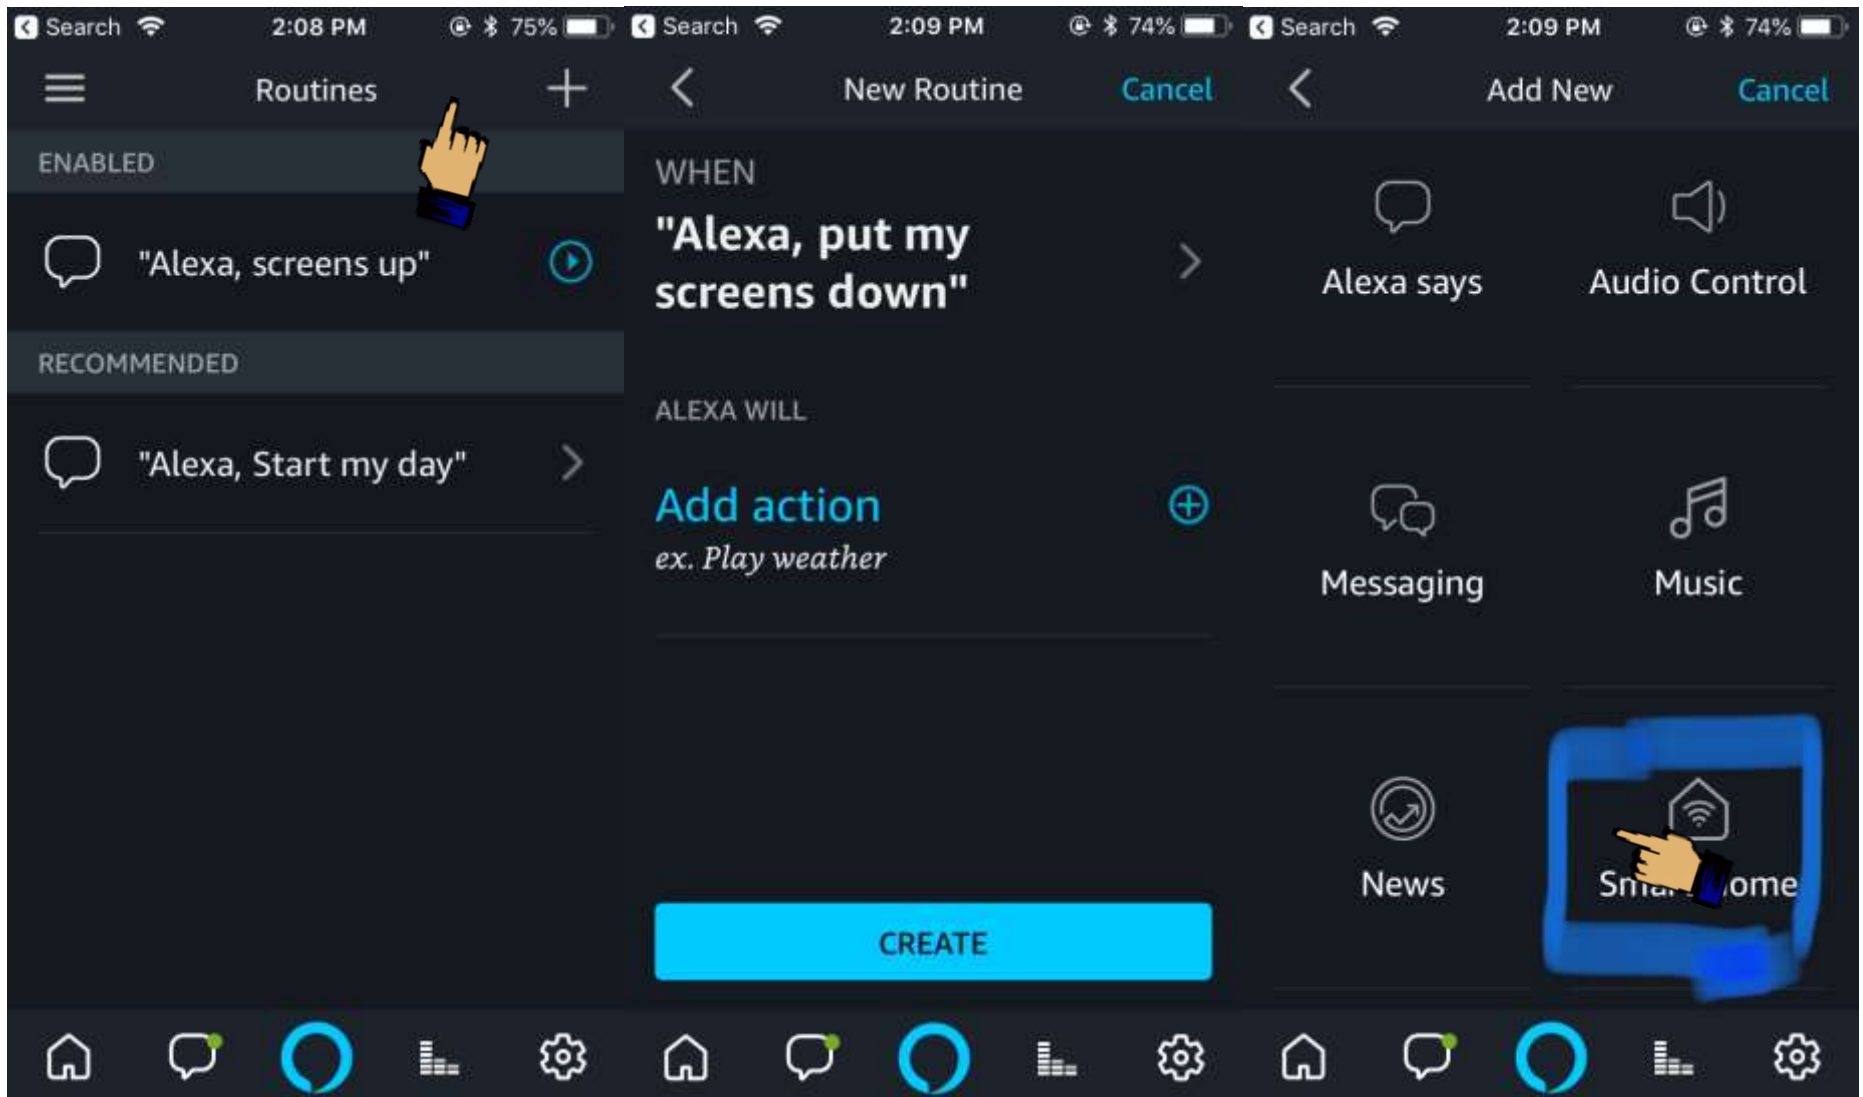 Search 2:08 PM 75%
Routines
ENABLED
"Alexa, screens up"
RECOMMENDED
"Alexa, Start my day"
Search 2:09 PM 74%
New Routine Cancel
WHEN
"Alexa, put my
screens down"
ALEXA WILL
Add action
ex. Play weather
CREATE
Search 2:09 PM 74%
Add New Cancel
Alexa says Audio Control
Messaging Music
News